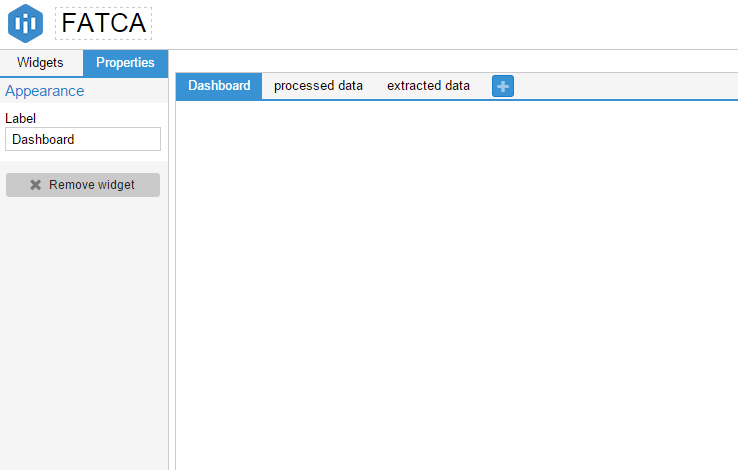 FATCA
Widgets
Properties
Appearance
Label
Dashboard
Remove widget
Dashboard
processed data
extracted data